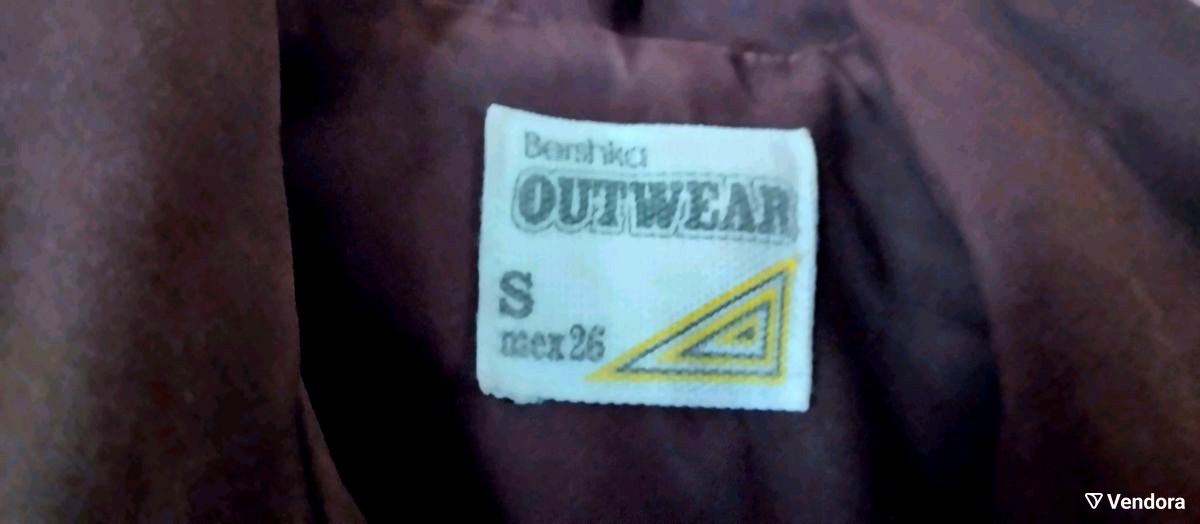 Bershka
OUTWEAR
S
mex 26
Vendora